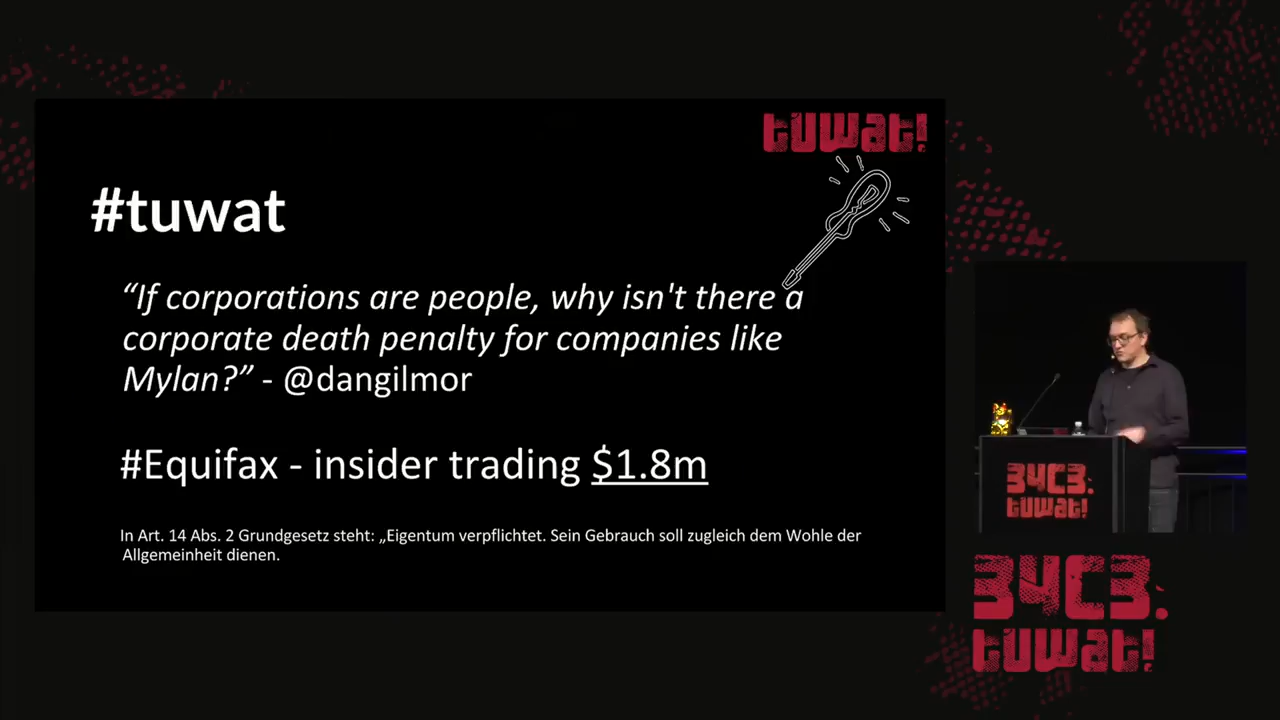 tuwat!
#tuwat
“If corporations are people, why isn't there a
corporate death penalty for companies like
Mylan?” - @dangilmor
#Equifax - insider trading $1.8m
In Art. 14 Abs. 2 Grundgesetz steht: „Eigentum verpflichtet. Sein Gebrauch soll zugleich dem Wohle der
Allgemeinheit dienen.
34C3.
tuwat!
34C3.
tuwat!